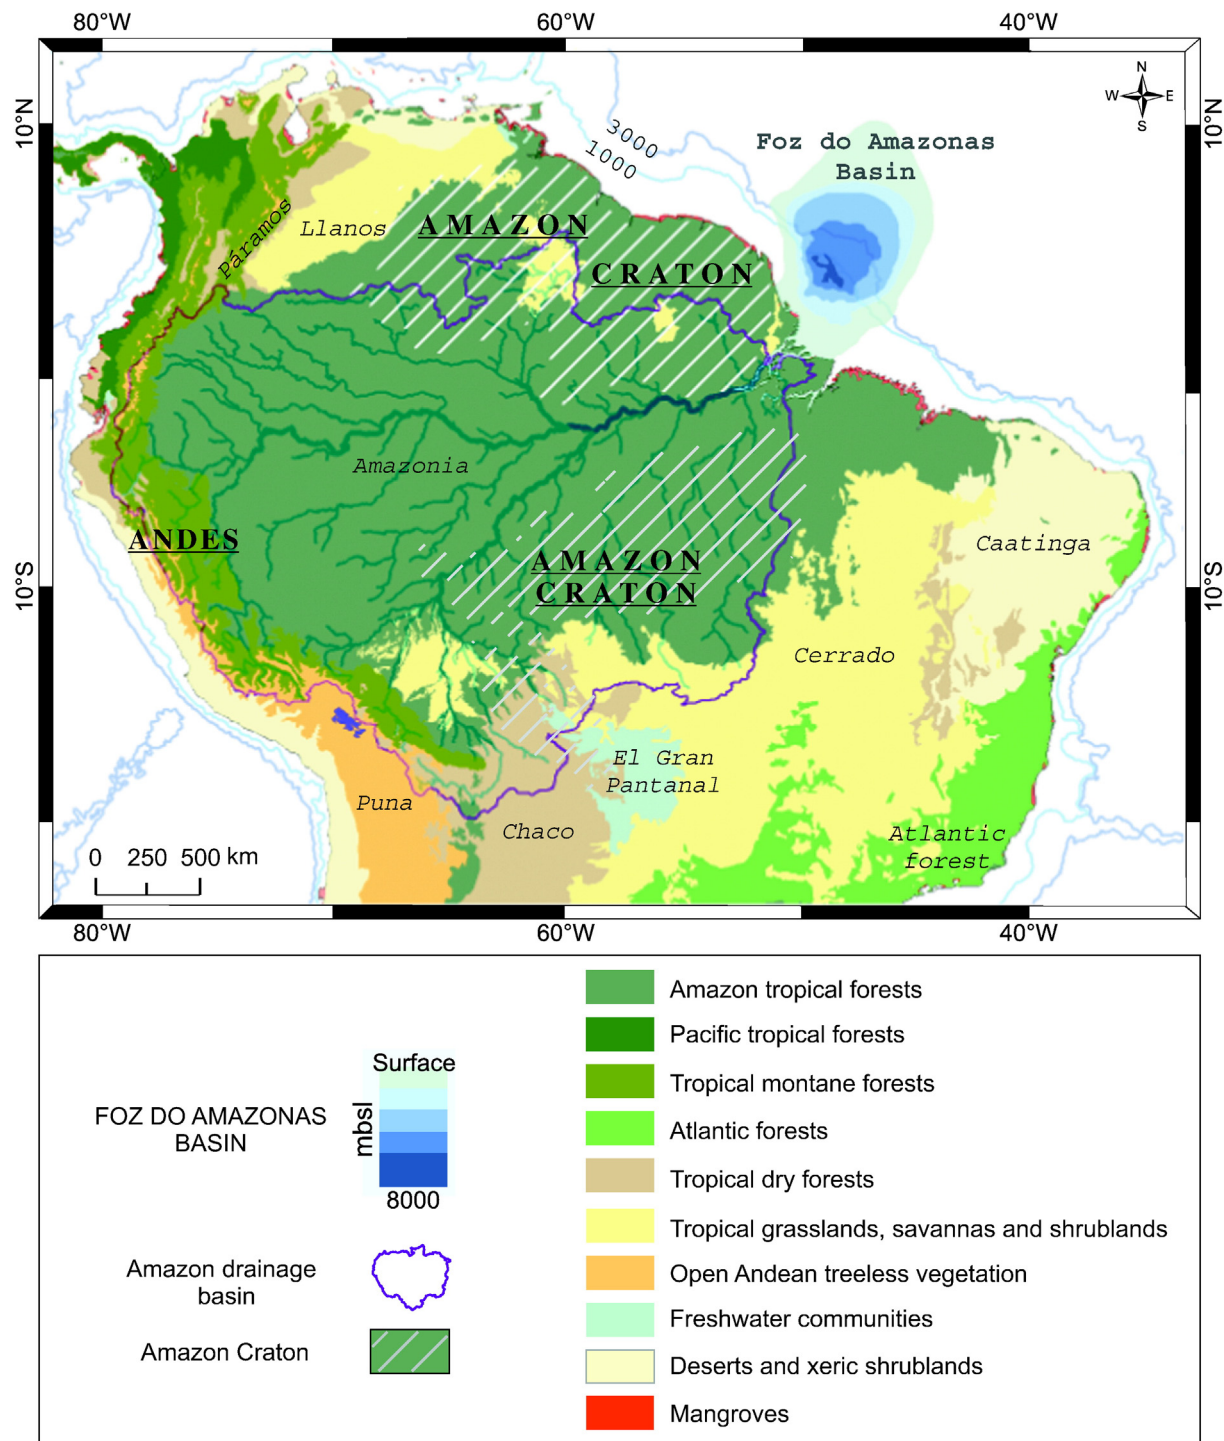 80°W 60°W 40°W
10°N
10°N
N
W E
S
3000
1000
Foz do Amazonas
Basin
Páramos
Llanos
AMAZON
CRATON
Amazonia
ANDES
AMAZON
CRATON
Caatinga
10°S
10°S
Cerrado
El Gran
Pantanal
Puna
Chaco
Atlantic
forest
0 250 500 km
80°W 60°W 40°W
FOZ DO AMAZONAS
BASIN
Surface
mbsl
8000
Amazon drainage
basin
Amazon Craton
Amazon tropical forests
Pacific tropical forests
Tropical montane forests
Atlantic forests
Tropical dry forests
Tropical grasslands, savannas and shrublands
Open Andean treeless vegetation
Freshwater communities
Deserts and xeric shrublands
Mangroves